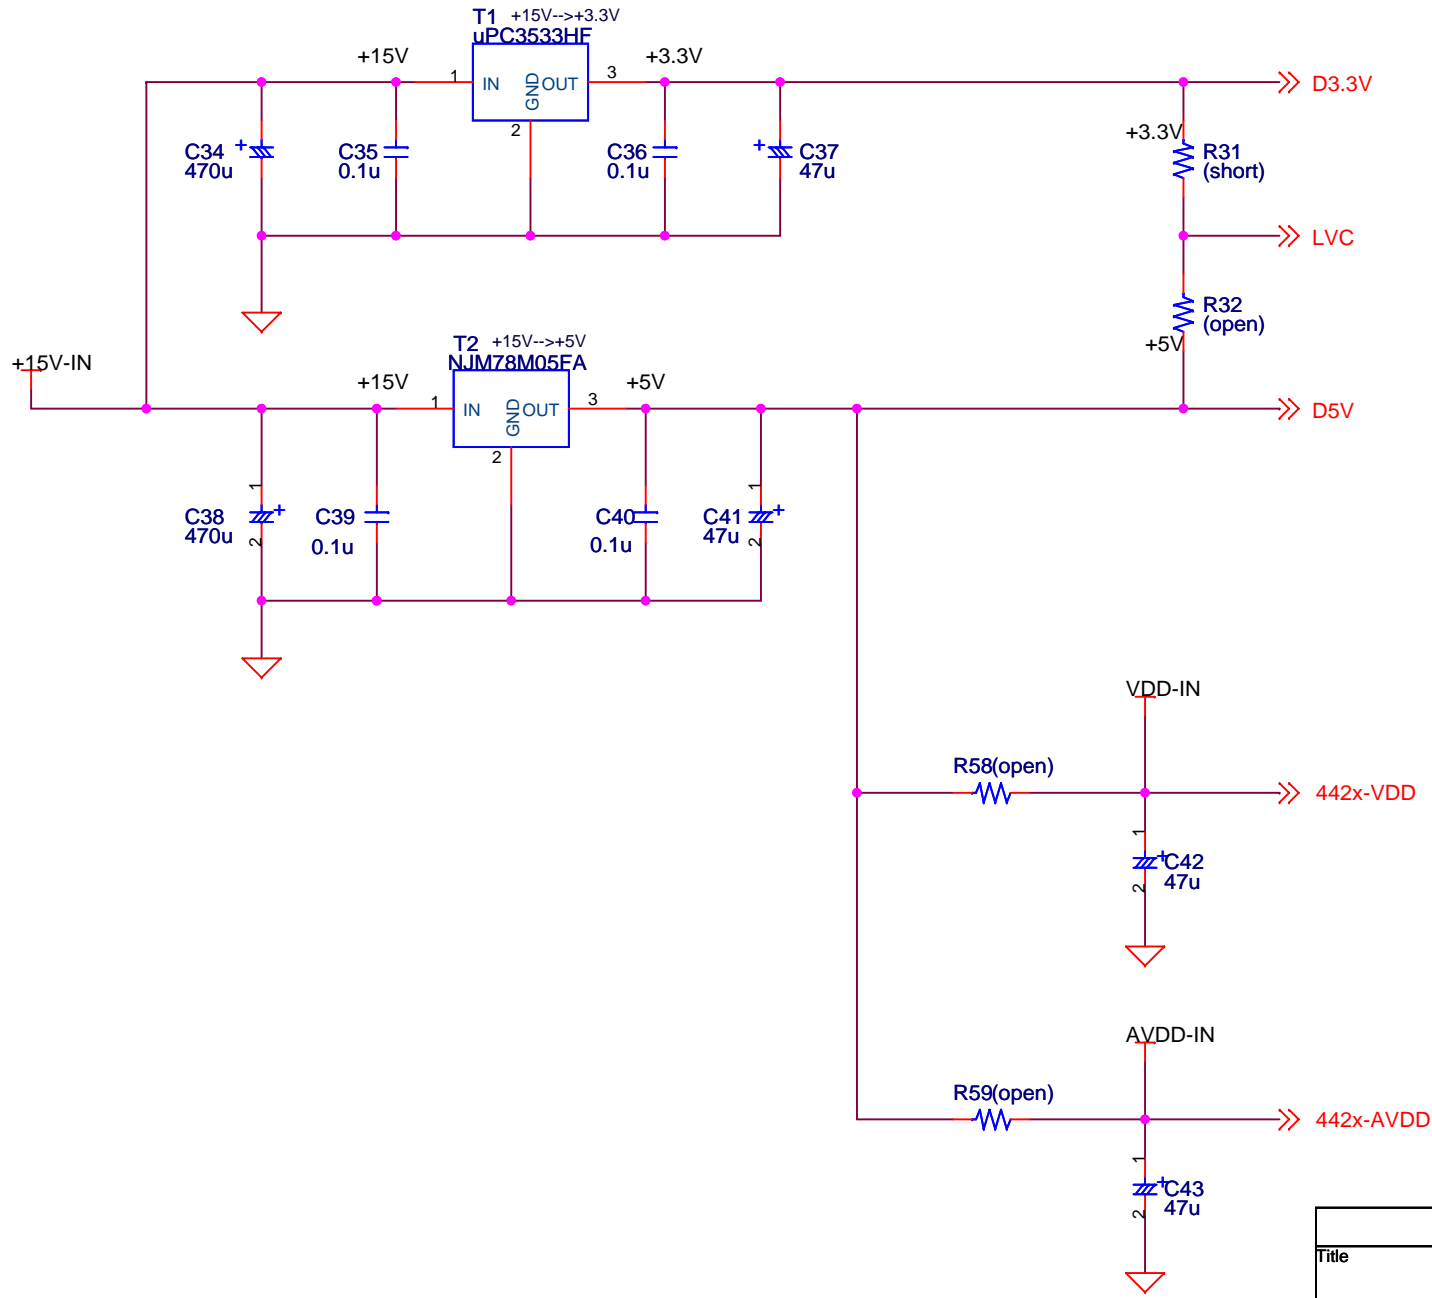 T1 +15V-->+3.3V
uPC3533HF
+15V
1
IN
GND
OUT
3
2
+3.3V
D3.3V
C34
470u
+
C35
0.1u
C36
0.1u
+
C37
47u
+3.3V
R31
(short)
LVC
R32
(open)
+5V
+15V-IN
T2 +15V-->+5V
NJM78M05FA
+15V
1
IN
GND
OUT
3
2
+5V
D5V
C38
470u
1
+
2
C39
0.1u
C40
0.1u
C41
47u
1
+
2
VDD-IN
R58(open)
442x-VDD
1
+
C42
47u
2
AVDD-IN
R59(open)
442x-AVDD
1
+
C43
47u
2
Title